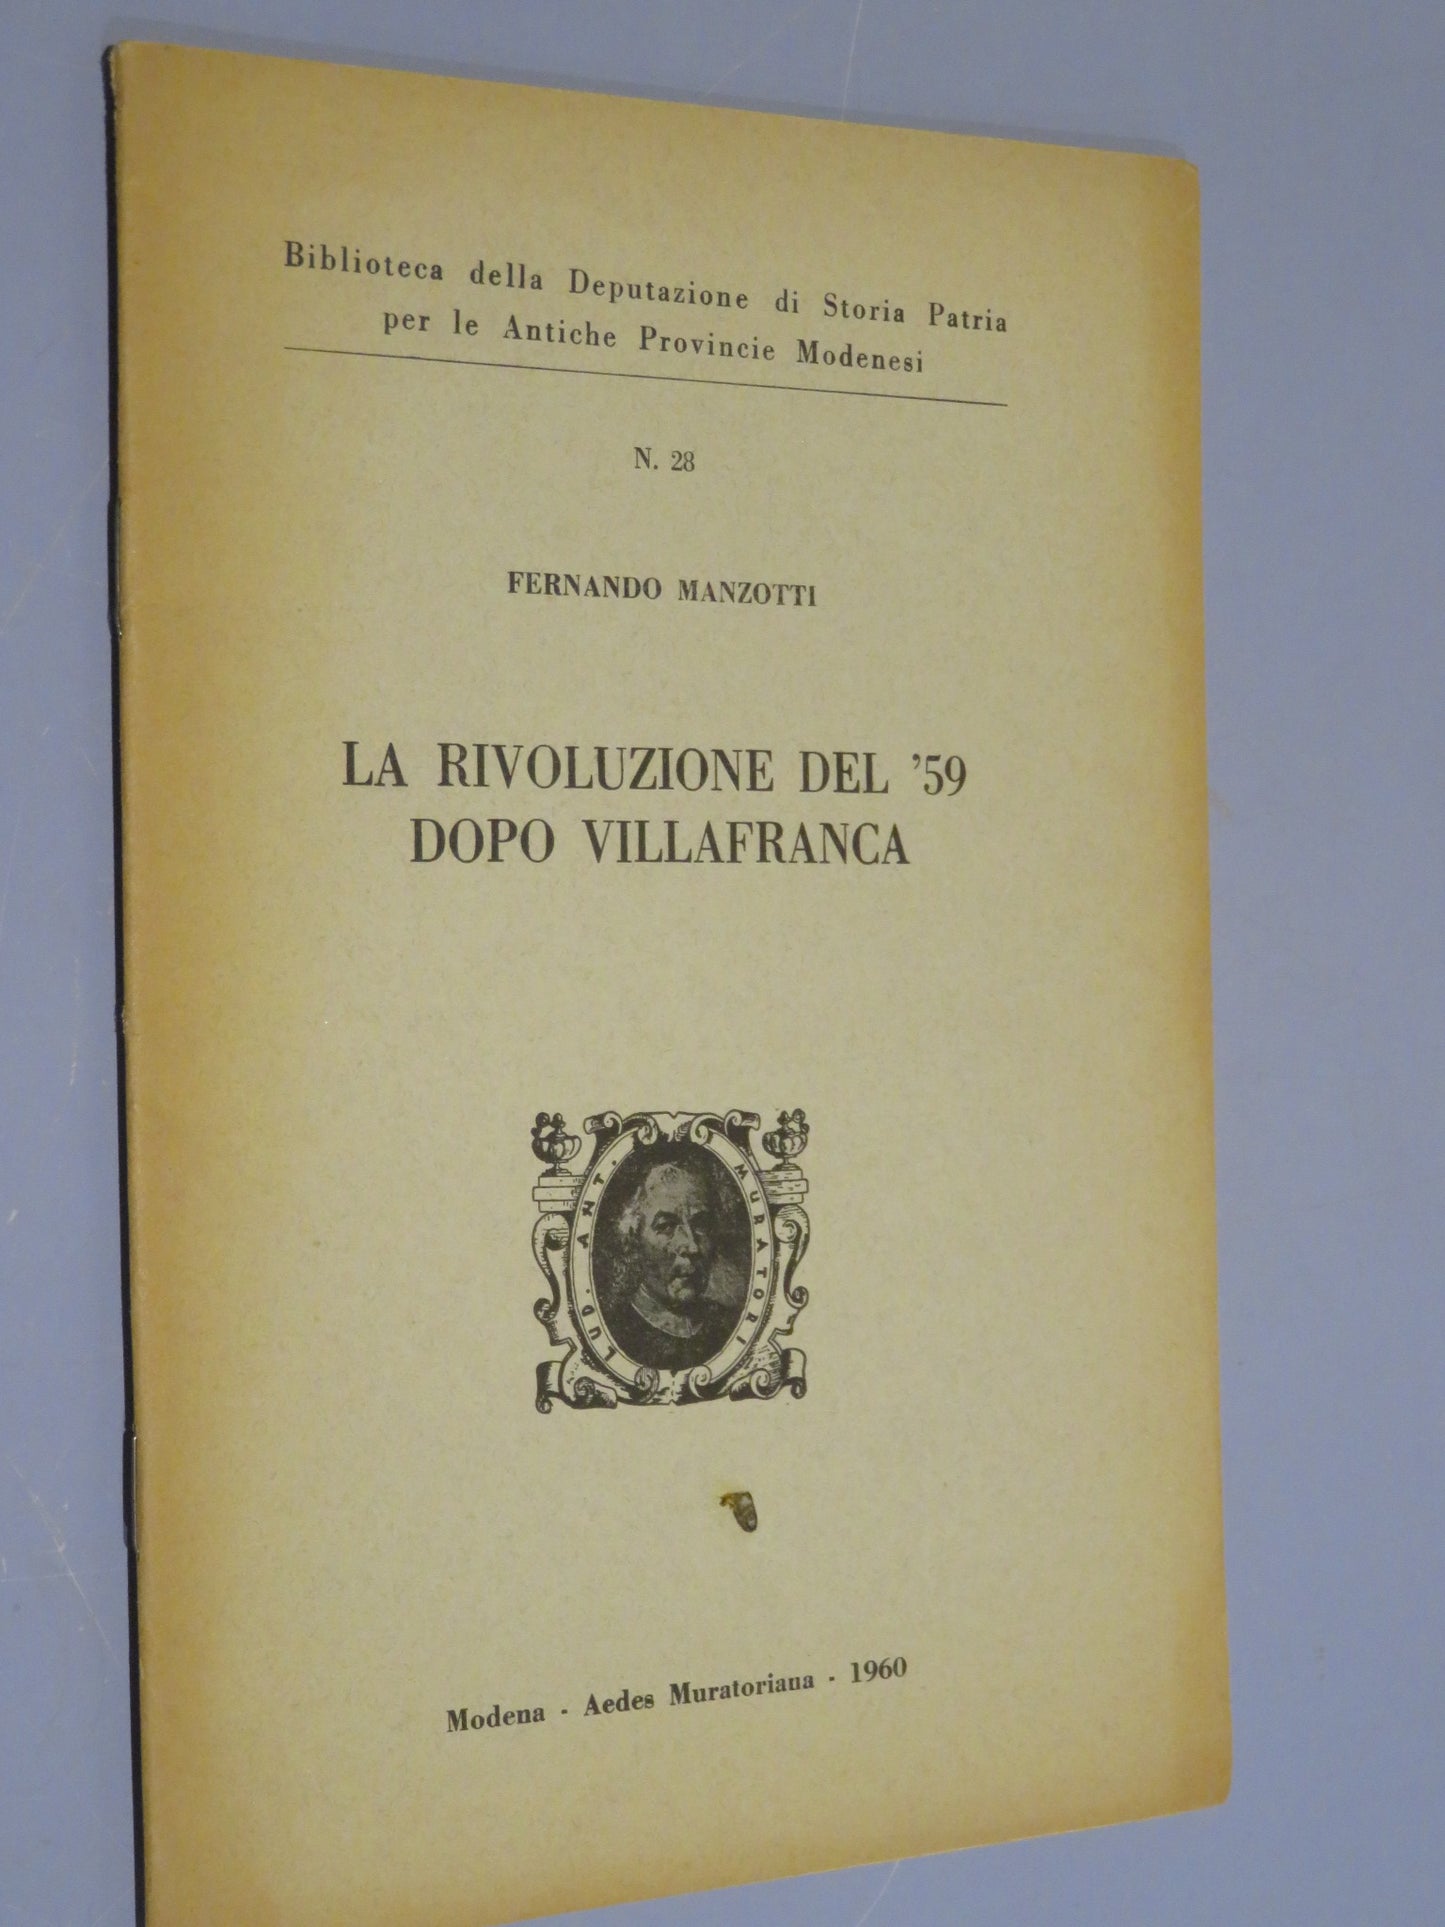 Biblioteca della Deputazione di Storia Patria
per le Antiche Provincie Modenesi
N. 28
FERNANDO MANZOTTI
LA RIVOLUZIONE DEL ’59
DOPO VILLAFRANCA
LUD. ANT. MURATORI
Modena - Aedes Muratoriana - 1960